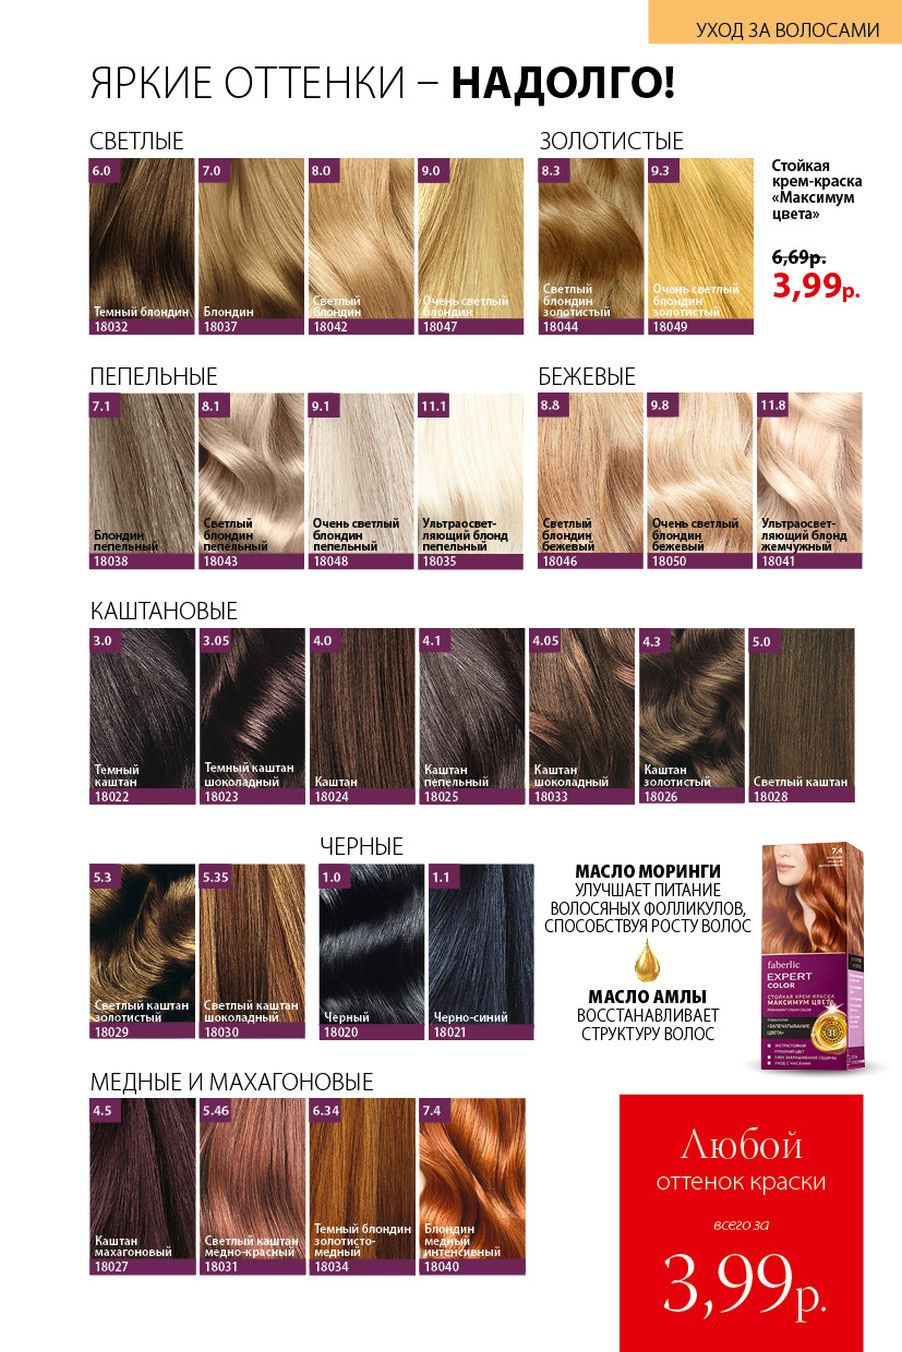 УХОД ЗА ВОЛОСАМИ
ЯРКИЕ ОТТЕНКИ – НАДОЛГО!
СВЕТЛЫЕ
6.0
Темный блондин
18032
7.0
Блондин
18037
8.0
Светлый
блондин
18042
9.0
Очень светлый
блондин
18047
ЗОЛОТИСТЫЕ
8.3
Светлый
блондин
золотистый
18044
9.3
Очень светлый
блондин
золотистый
18049
Стойкая
крем-краска
«Максимум
цвета»
6,69р.
3,99р.
ПЕПЕЛЬНЫЕ
7.1
Блондин
пепельный
18038
8.1
Светлый
блондин
пепельный
18043
9.1
Очень светлый
блондин
пепельный
18048
11.1
Ультраосвет-
ляющий блонд
пепельный
18035
БЕЖЕВЫЕ
8.8
Светлый
блондин
бежевый
18046
9.8
Очень светлый
блондин
бежевый
18050
11.8
Ультраосвет-
ляющий блонд
жемчужный
18041
КАШТАНОВЫЕ
3.0
Темный
каштан
18022
3.05
Темный каштан
шоколадный
18023
4.0
Каштан
18024
4.1
Каштан
пепельный
18025
4.05
Каштан
шоколадный
18033
4.3
Каштан
золотистый
18026
5.0
Светлый каштан
18028
5.3
Светлый каштан
золотистый
18029
5.35
Светлый каштан
шоколадный
18030
ЧЕРНЫЕ
1.0
Черный
18020
1.1
Черно-синий
18021
МАСЛО МОРИНГИ
УЛУЧШАЕТ ПИТАНИЕ
ВОЛОСЯНЫХ ФОЛЛИКУЛОВ,
СПОСОБСТВУЯ РОСТУ ВОЛОС
МАСЛО АМЛЫ
ВОССТАНАВЛИВАЕТ
СТРУКТУРУ ВОЛОС
7.4
faberlic
EXPERT
COLOR
СТОЙКАЯ КРЕМ-КРАСКА
МАКСИМУМ ЦВЕТА
PERMANENT CREAM COLOR
«ЗАПЕЧАТЫВАНИЕ
ЦВЕТА»
МЕДНЫЕ И МАХАГОНОВЫЕ
4.5
Каштан
махагоновый
18027
5.46
Светлый каштан
медно-красный
18031
6.34
Темный блондин
золотисто-
медный
18034
7.4
Блондин
медный
интенсивный
18040
Любой
оттенок краски
всего за
3,99р.